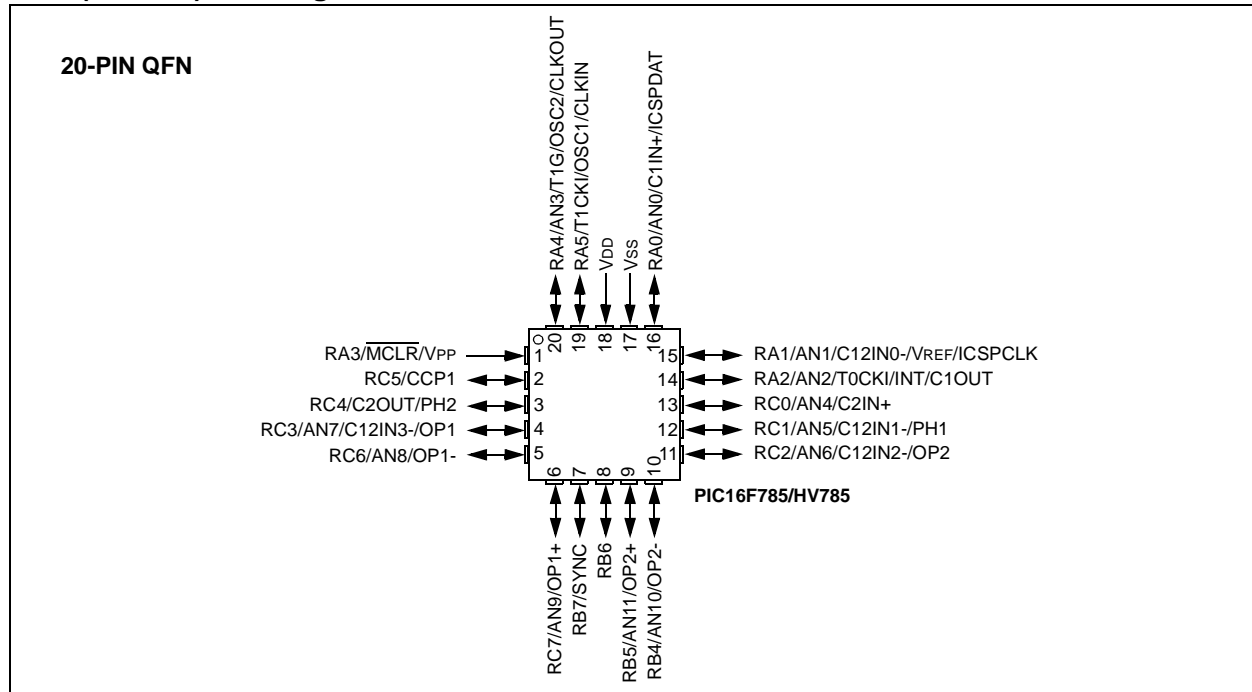 20-PIN QFN
RA4/AN3/T1G/OSC2/CLKOUT
RA5/T1CKI/OSC1/CLKIN
VDD
VSS
RA0/AN0/C1IN+/ICSPDAT
20
19
18
17
16
RA3/MCLR/VPP
1
RC5/CCP1
2
RC4/C2OUT/PH2
3
RC3/AN7/C12IN3-/OP1
4
RC6/AN8/OP1-
5
15
RA1/AN1/C12IN0-/VREF/ICSPCLK
14
RA2/AN2/T0CKI/INT/C1OUT
13
RC0/AN4/C2IN+
12
RC1/AN5/C12IN1-/PH1
11
RC2/AN6/C12IN2-/OP2
6
7
8
9
10
PIC16F785/HV785
RC7/AN9/OP1+
RB7/SYNC
RB6
RB5/AN11/OP2+
RB4/AN10/OP2-